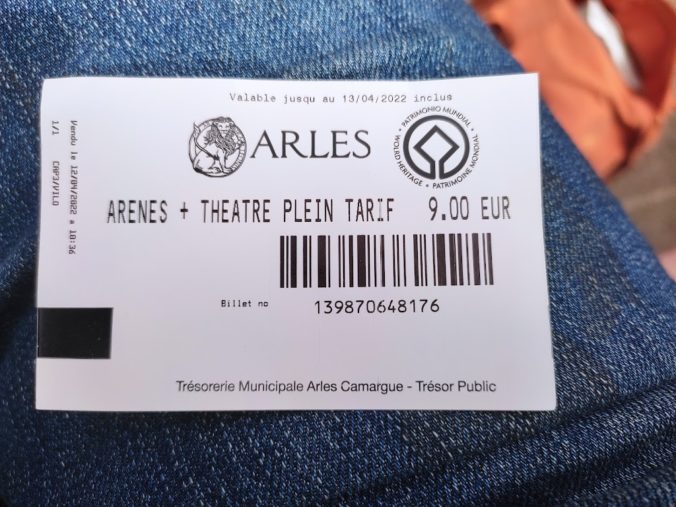 Valable jusqu au 13/04/2022 inclus
ARLES
PATRIMONIO MUNDIAL • WOLRD HERITAGE • PATRIMOINE MONDIAL •
ARENES + THEATRE PLEIN TARIF 9.00 EUR
Billet no 139870648176
Trésorerie Municipale Arles Camargue - Trésor Public
Vendu le 12/04/2022 a 10:36
1/1